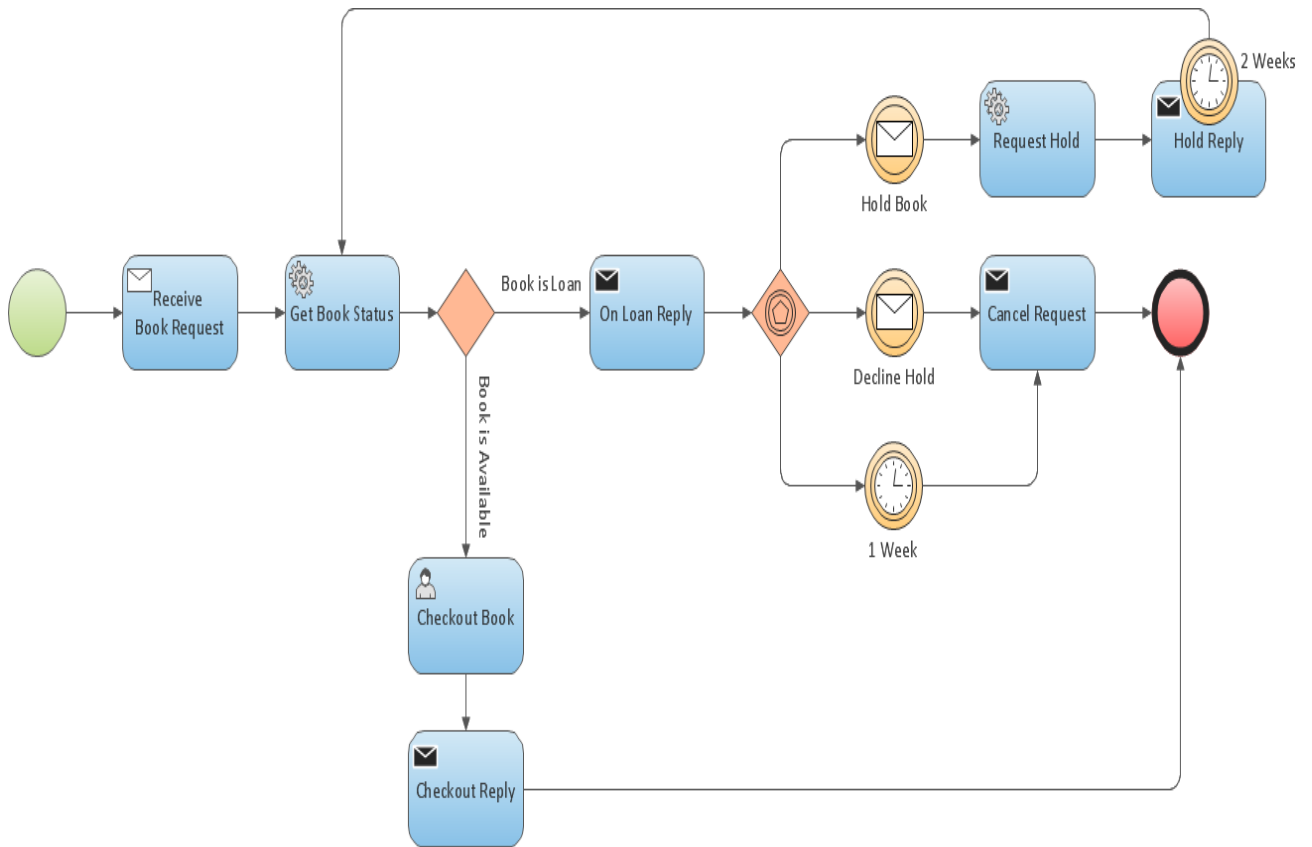 2 Weeks
Request Hold
Hold Reply
Hold Book
Receive
Book Request
Get Book Status
Book is Loan
On Loan Reply
Cancel Request
Decline Hold
Book is Available
1 Week
Checkout Book
Checkout Reply